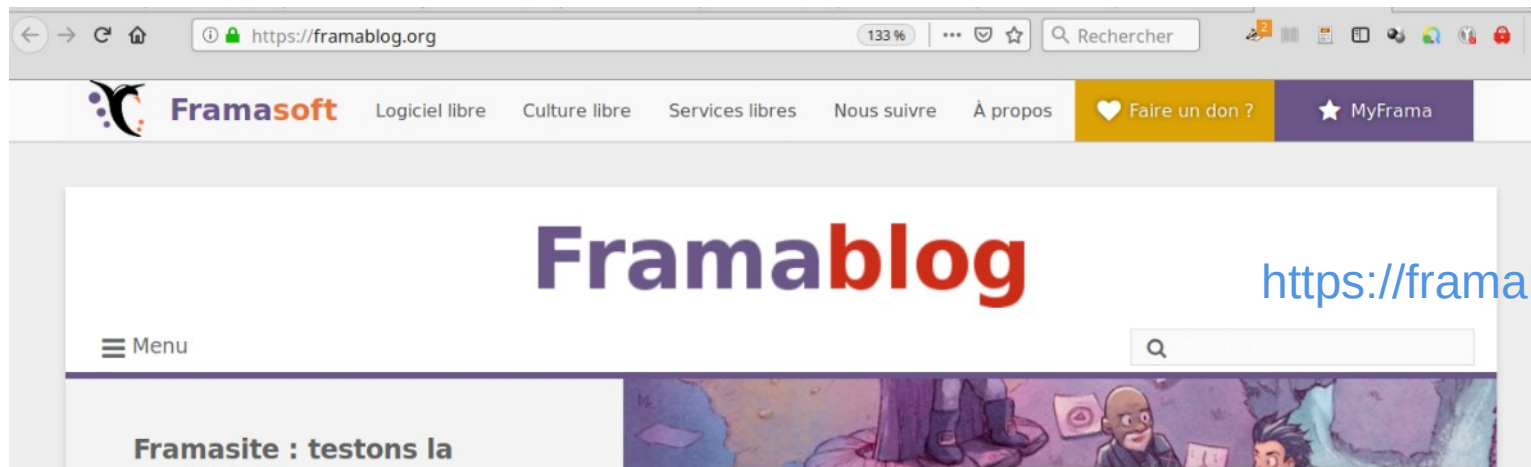 https://framablog.org 133 % Rechercher 2
Framasoft Logiciel libre Culture libre Services libres Nous suivre À propos Faire un don ? MyFrama
Framablog
https://frama
Menu
Framasite : testons la